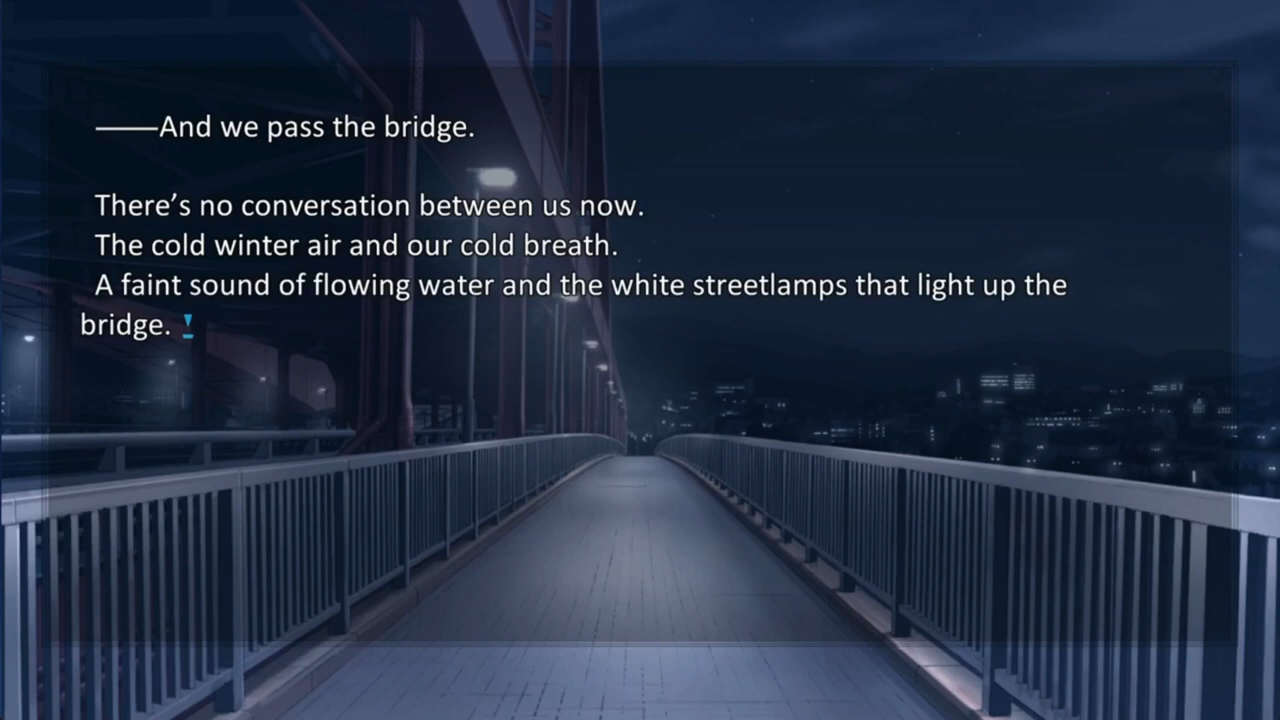 ——And we pass the bridge.
There’s no conversation between us now.
The cold winter air and our cold breath.
A faint sound of flowing water and the white streetlamps that light up the
bridge.